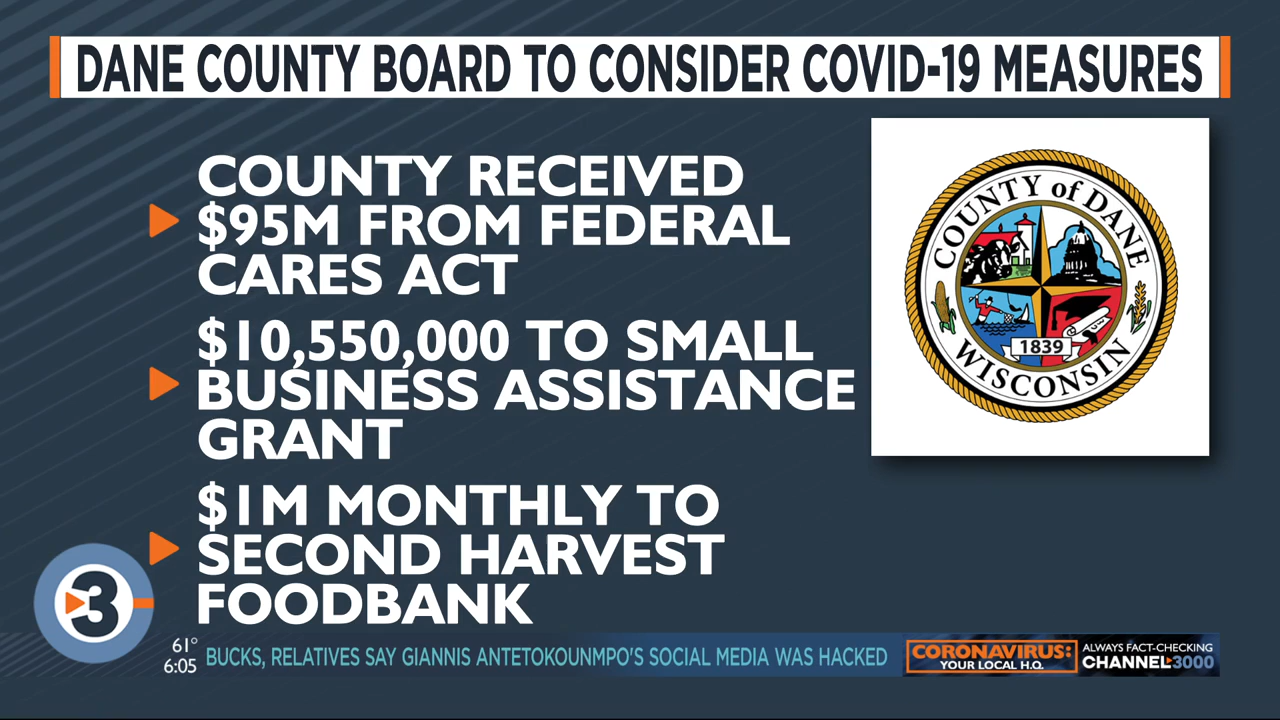 DANE COUNTY BOARD TO CONSIDER COVID-19 MEASURES
COUNTY RECEIVED
$95M FROM FEDERAL
CARES ACT
$10,550,000 TO SMALL
BUSINESS ASSISTANCE
GRANT
$1M MONTHLY TO
SECOND HARVEST
FOODBANK
COUNTY of DANE
1839
WISCONSIN
3
61°
6:05
BUCKS, RELATIVES SAY GIANNIS ANTETOKOUNMPO'S SOCIAL MEDIA WAS HACKED
CORONAVIRUS:
YOUR LOCAL H.Q.
ALWAYS FACT-CHECKING
CHANNEL3000